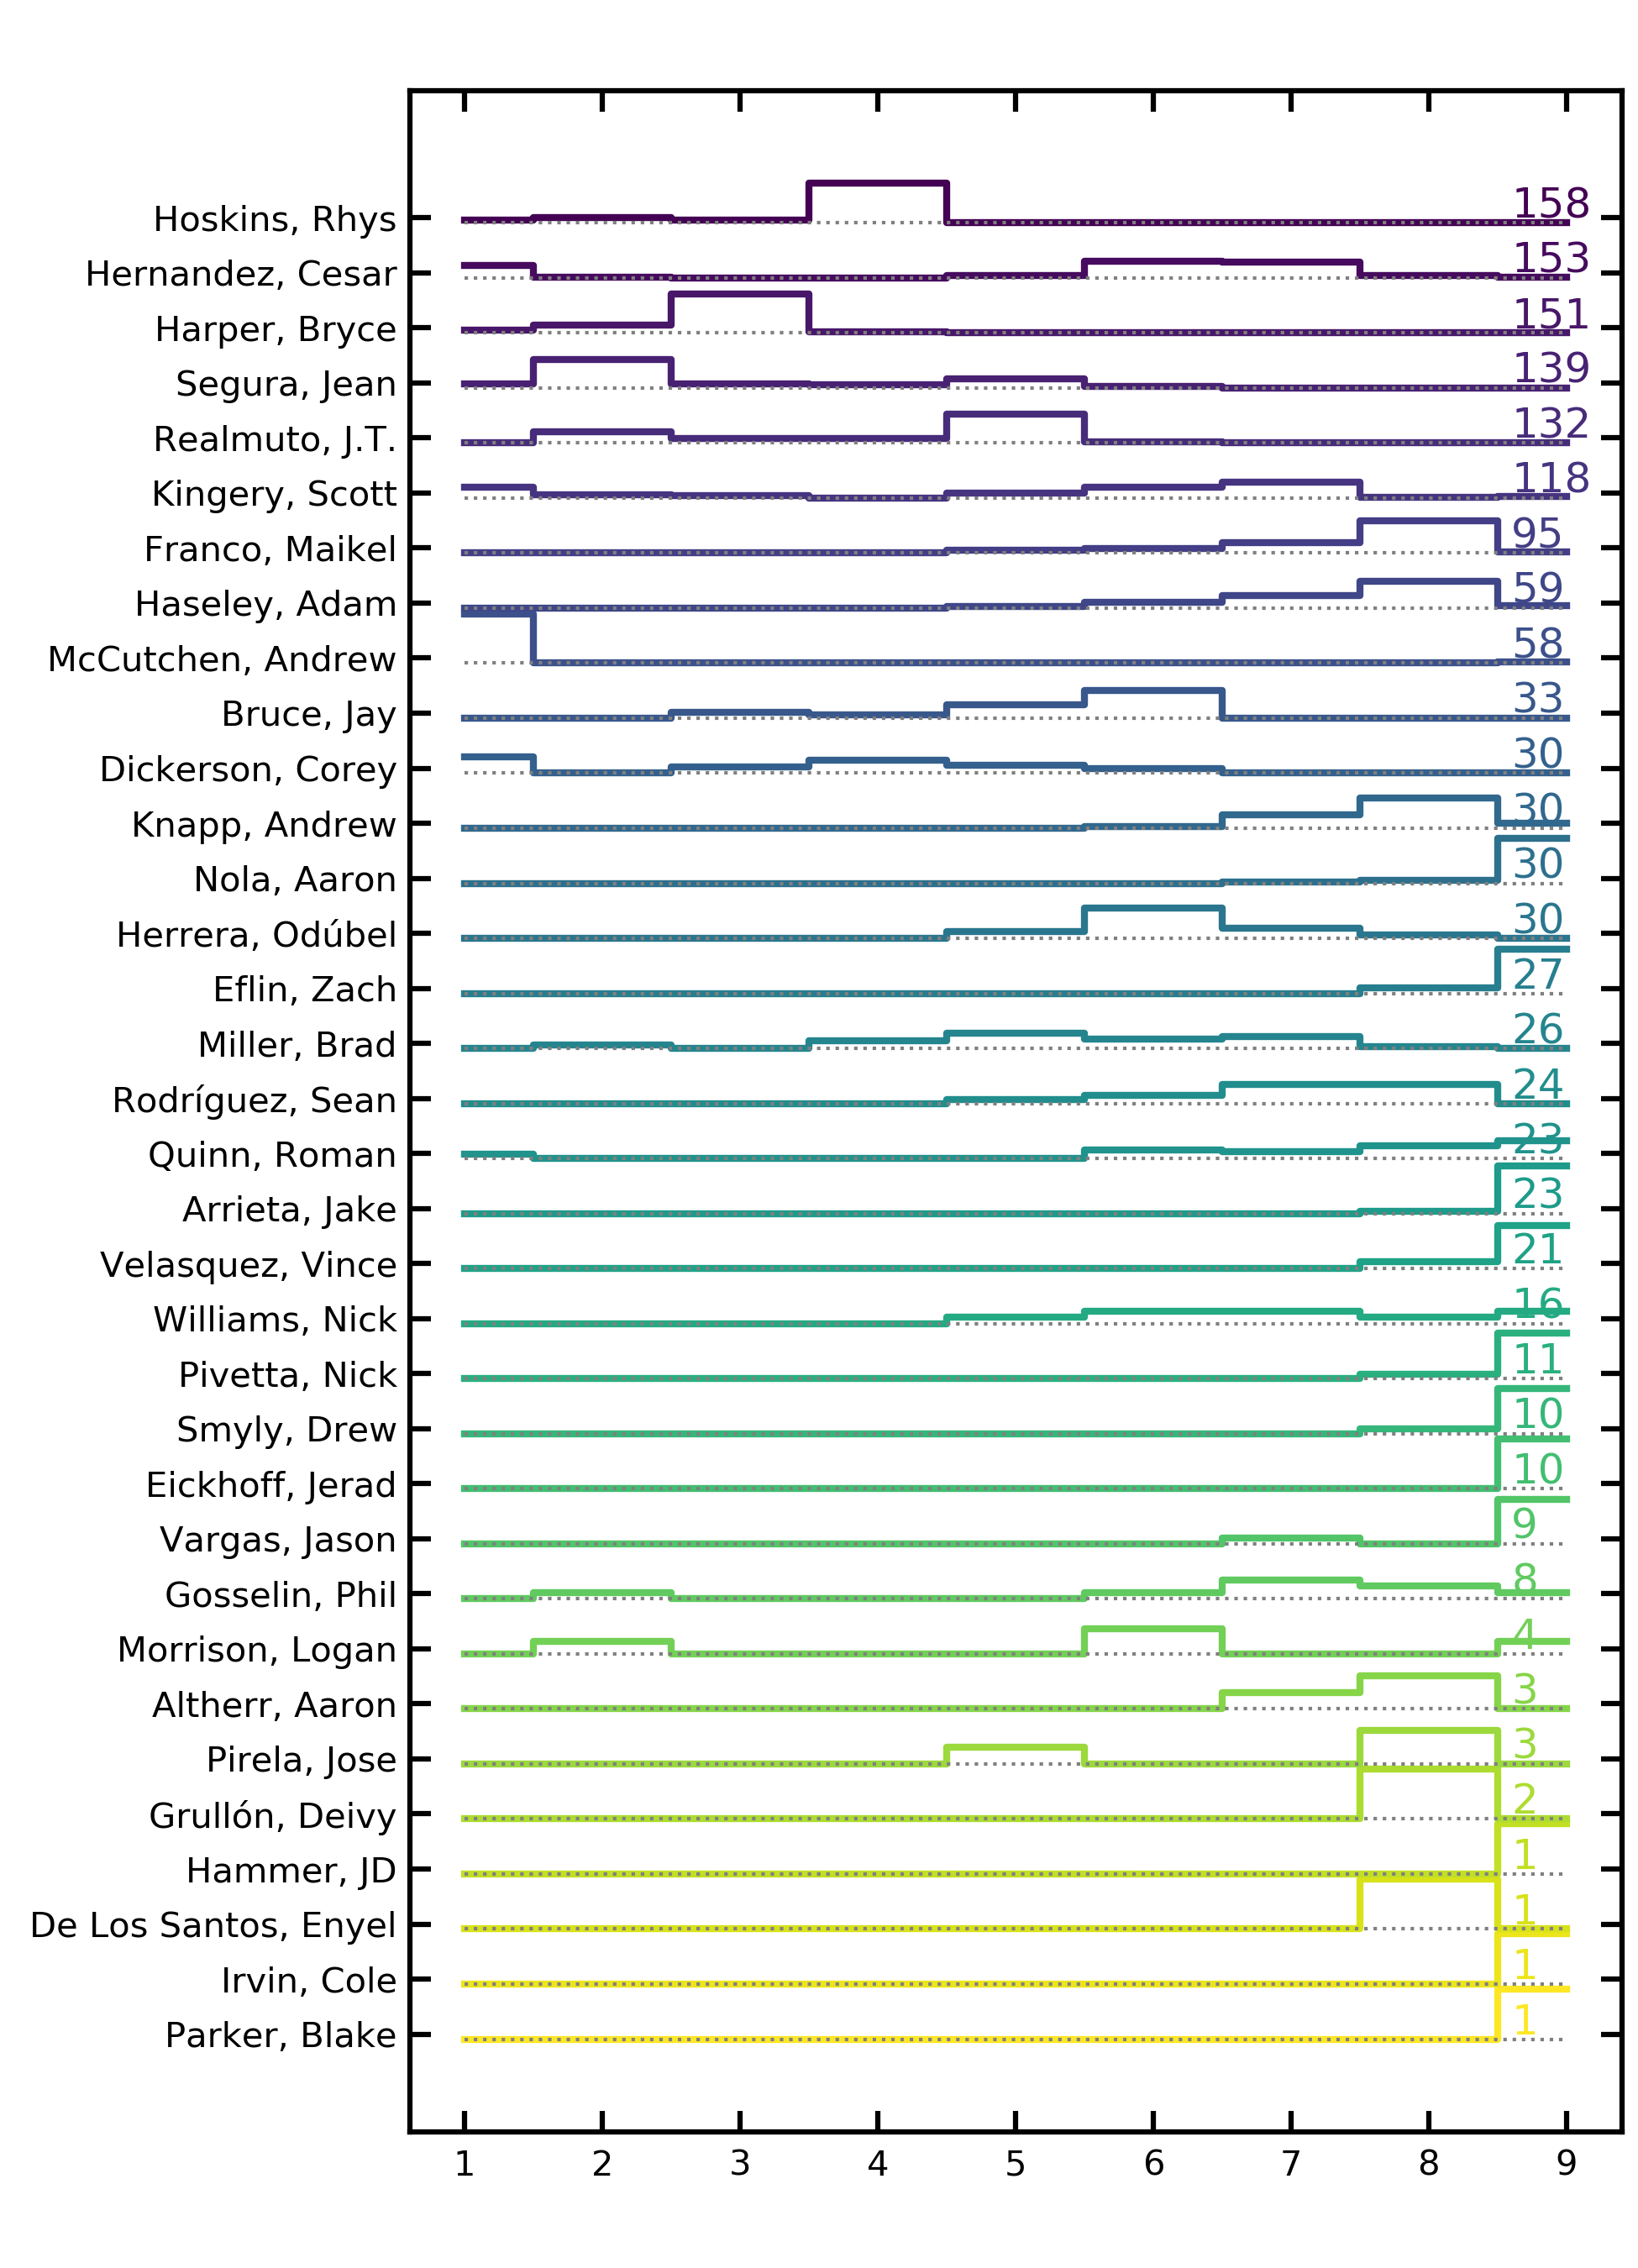 Hoskins, Rhys 158
Hernandez, Cesar 153
Harper, Bryce 151
Segura, Jean 139
Realmuto, J.T. 132
Kingery, Scott 118
Franco, Maikel 95
Haseley, Adam 59
McCutchen, Andrew 58
Bruce, Jay 33
Dickerson, Corey 30
Knapp, Andrew 30
Nola, Aaron 30
Herrera, Odúbel 30
Eflin, Zach 27
Miller, Brad 26
Rodríguez, Sean 24
Quinn, Roman 23
Arrieta, Jake 23
Velasquez, Vince 21
Williams, Nick 16
Pivetta, Nick 11
Smyly, Drew 10
Eickhoff, Jerad 10
Vargas, Jason 9
Gosselin, Phil 8
Morrison, Logan 4
Altherr, Aaron 3
Pirela, Jose 3
Grullón, Deivy 2
Hammer, JD 1
De Los Santos, Enyel 1
Irvin, Cole 1
Parker, Blake 1
1 2 3 4 5 6 7 8 9